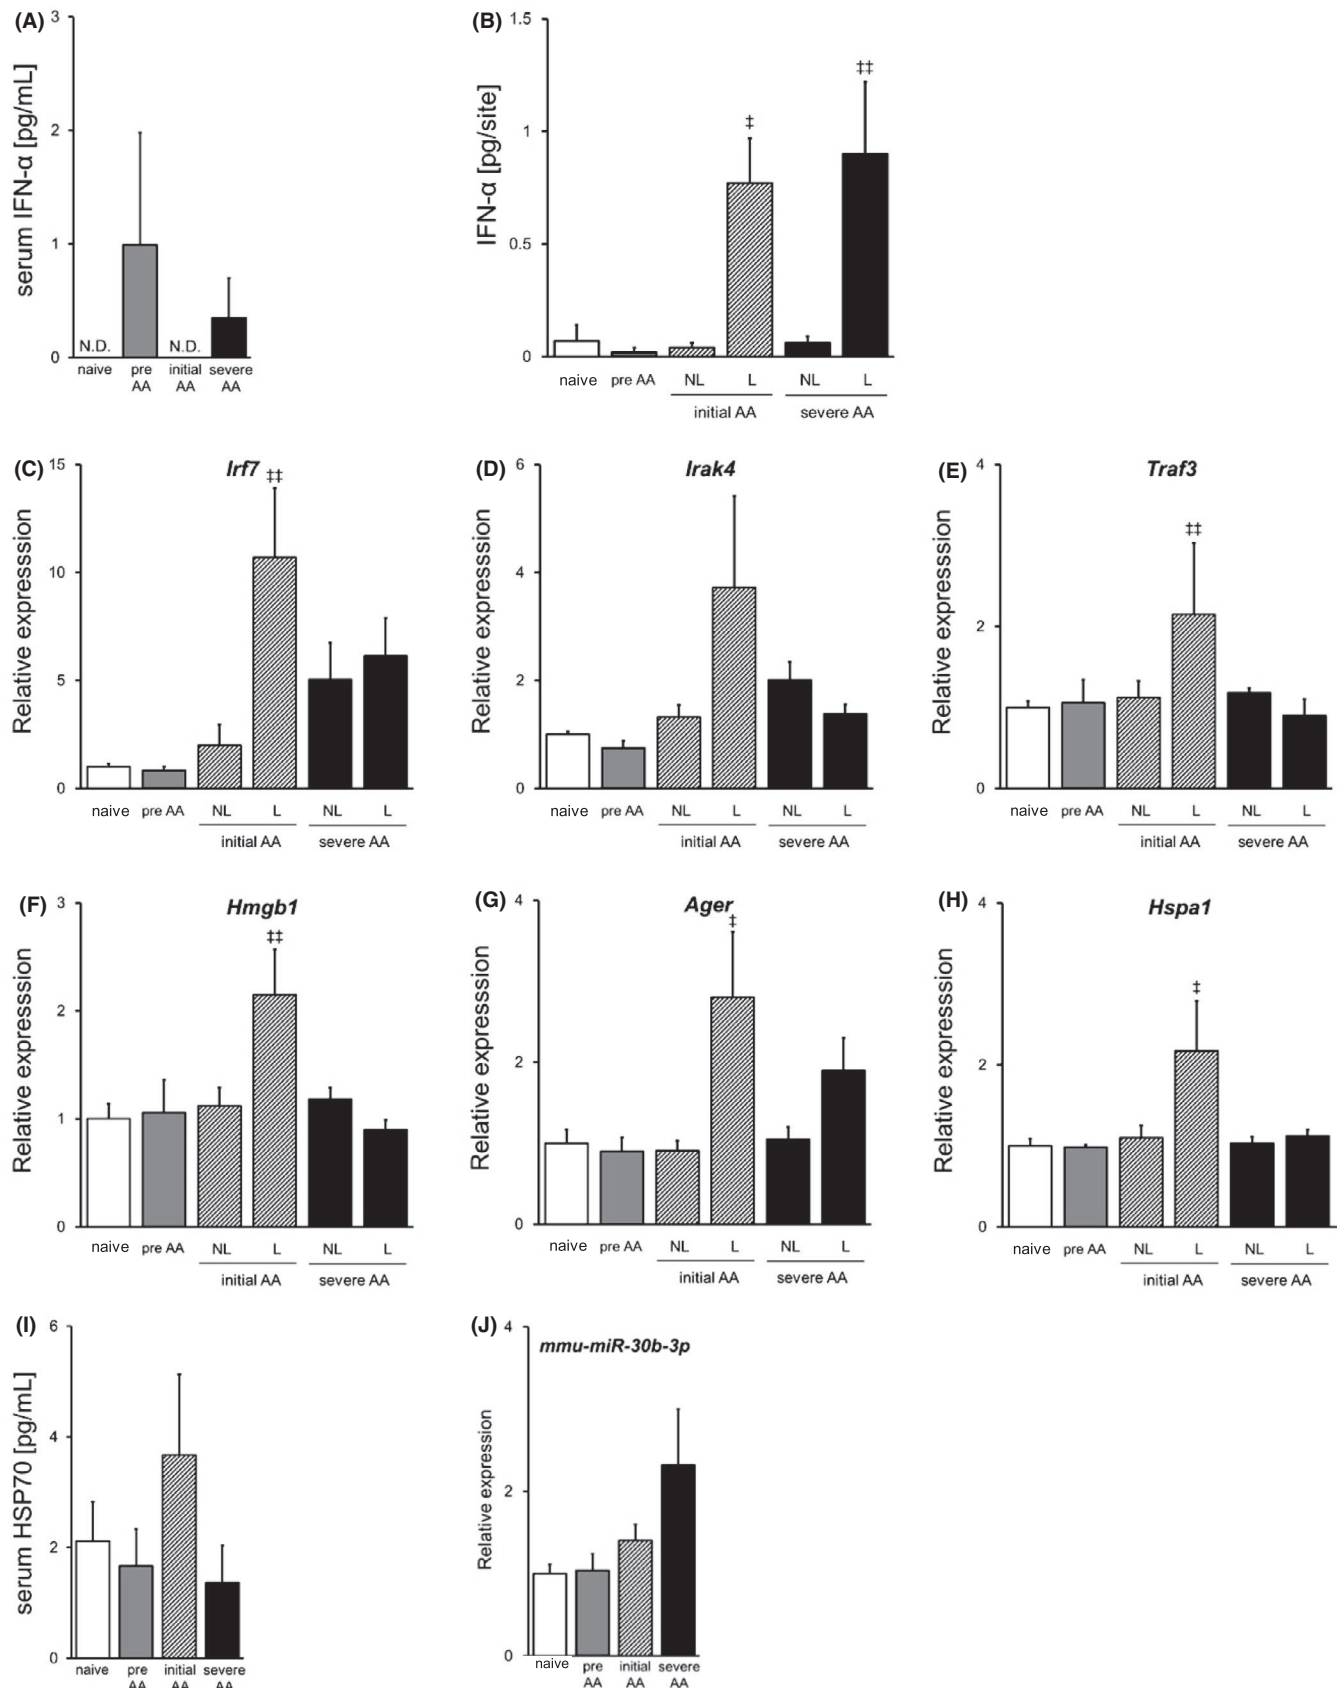 (A)
serum IFN-α [pg/mL]
3
2
1
0
N.D.
N.D.
naive
pre
AA
initial
AA
severe
AA
(B)
IFN-α [pg/site]
1.5
1
0.5
0
‡
‡‡
naive
pre AA
NL
L
NL
L
initial AA
severe AA
(C)
Irf7
Relative expresssion
15
10
5
0
‡‡
naive
pre AA
NL
L
NL
L
initial AA
severe AA
(D)
Irak4
Relative expresssion
6
4
2
0
naive
pre AA
NL
L
NL
L
initial AA
severe AA
(E)
Traf3
Relative expresssion
4
2
0
‡‡
naive
pre AA
NL
L
NL
L
initial AA
severe AA
(F)
Hmgb1
Relative expresssion
3
2
1
0
‡‡
naive
pre AA
NL
L
NL
L
initial AA
severe AA
(G)
Ager
Relative expresssion
4
2
0
‡
naive
pre AA
NL
L
NL
L
initial AA
severe AA
(H)
Hspa1
Relative expresssion
4
2
0
‡
naive
pre AA
NL
L
NL
L
initial AA
severe AA
(I)
serum HSP70 [pg/mL]
6
4
2
0
naive
pre
AA
initial
AA
severe
AA
(J)
mmu-miR-30b-3p
Relative expression
4
2
0
naive
pre
AA
initial
AA
severe
AA